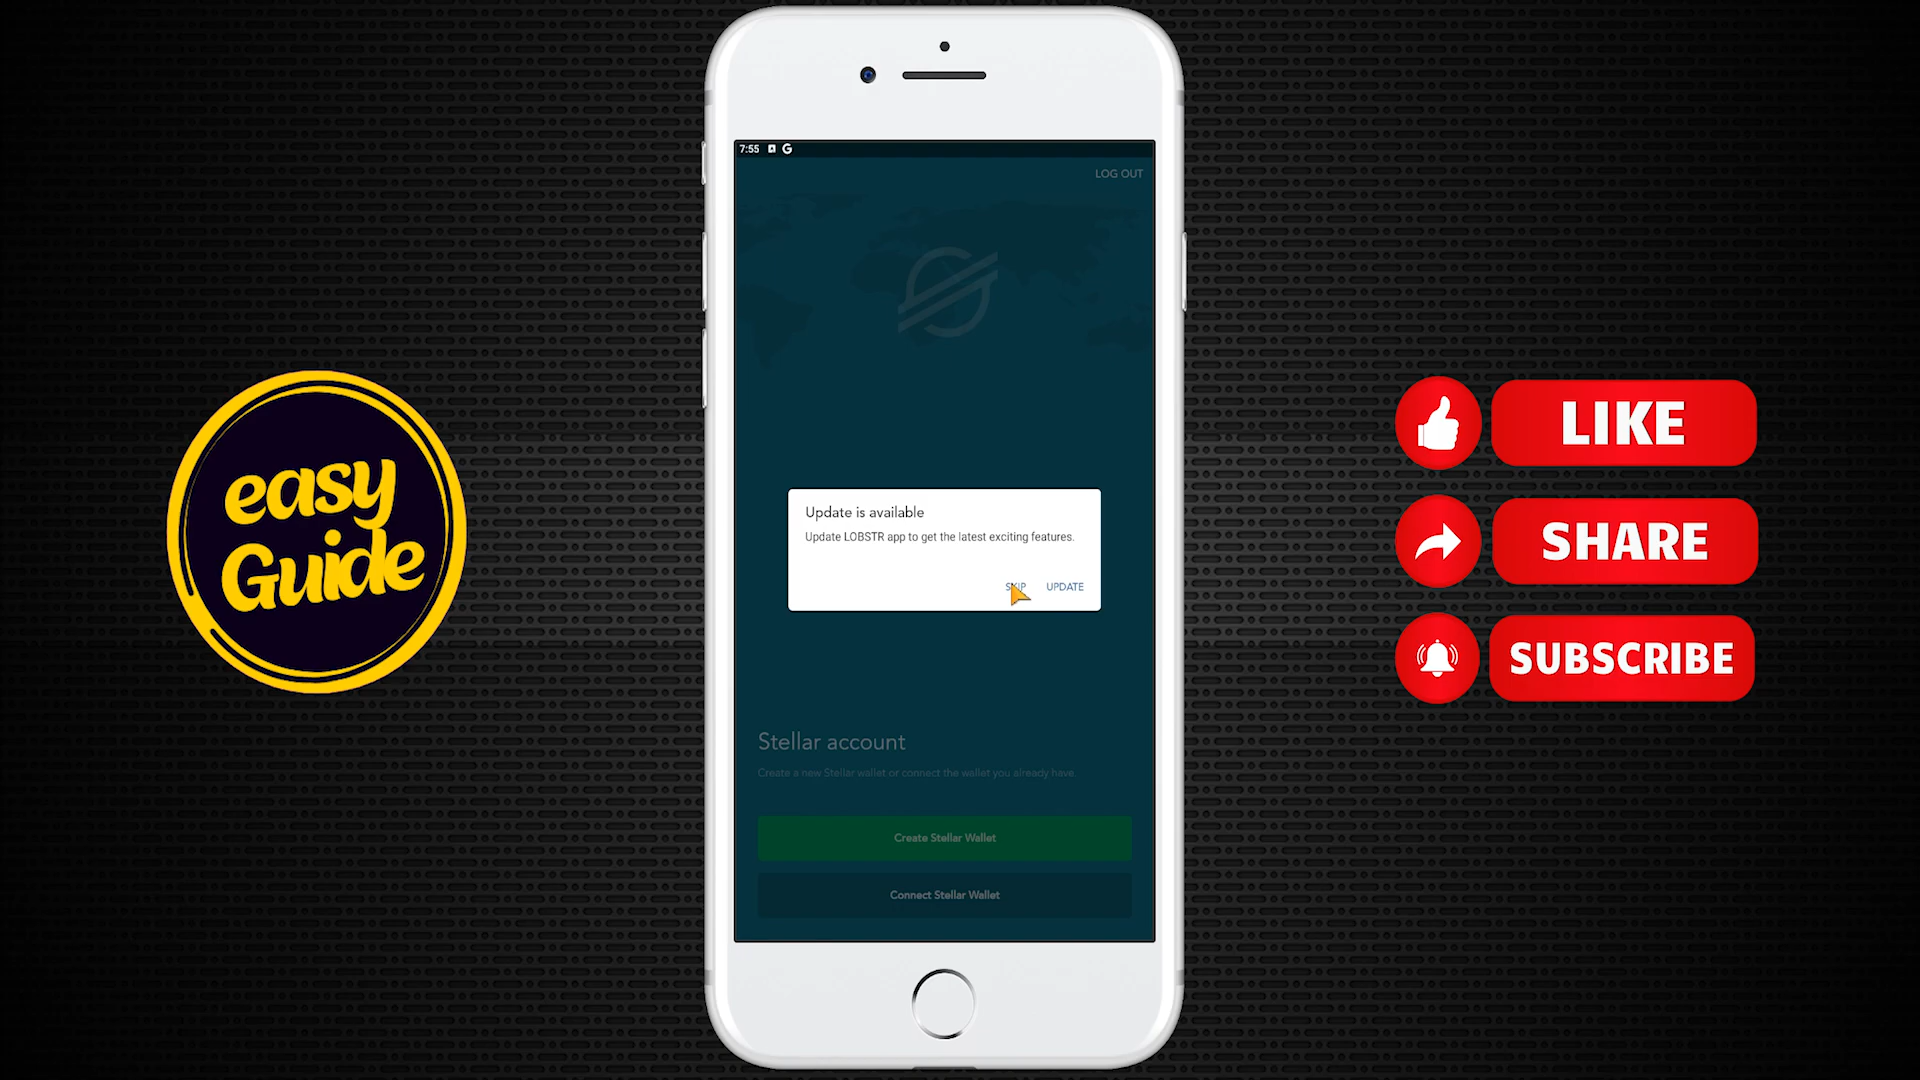 easy
Guide
7:55
LOG OUT
Update is available
Update LOBSTR app to get the latest exciting features.
SKIP UPDATE
Stellar account
Create a new Stellar wallet or connect the wallet you already have.
Create Stellar Wallet
Connect Stellar Wallet
LIKE
SHARE
SUBSCRIBE